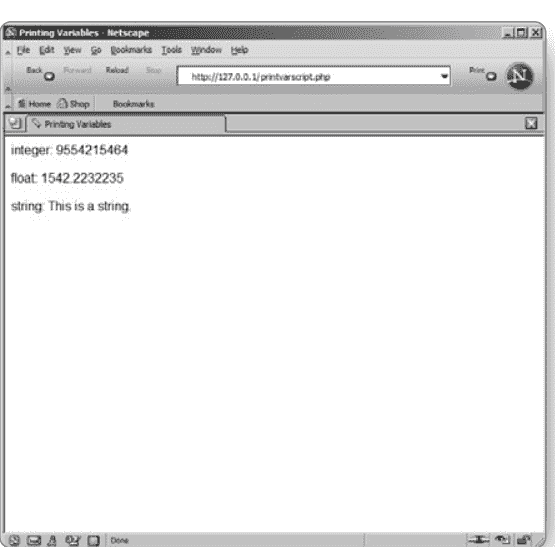 Printing Variables - Netscape
File Edit View Go Bookmarks Tools Window Help
Back Forward Reload Stop http://127.0.0.1/printvarscript.php Print N
Home Shop Bookmarks
Printing Variables
integer: 9554215464
float: 1542.2232235
string: This is a string.
Done